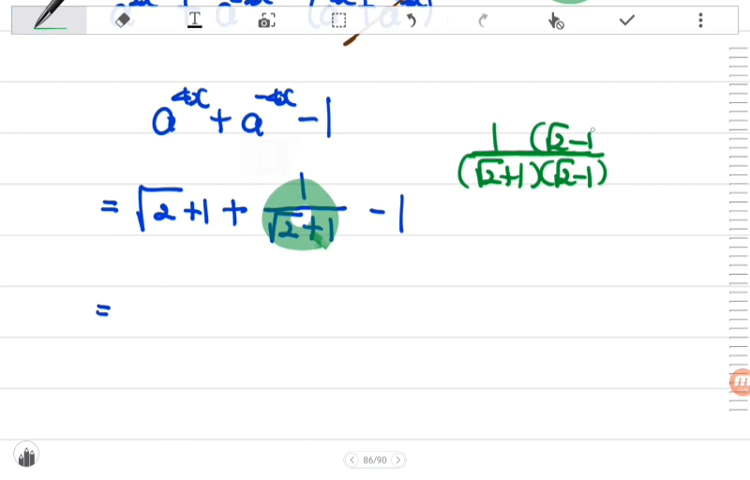 a^{4x} + a^{-4x} - 1
= √2 + 1 + 1/(√2 + 1) - 1
1 (√2 - 1
(√2 + 1)(√2 - 1)
=
T
86/90